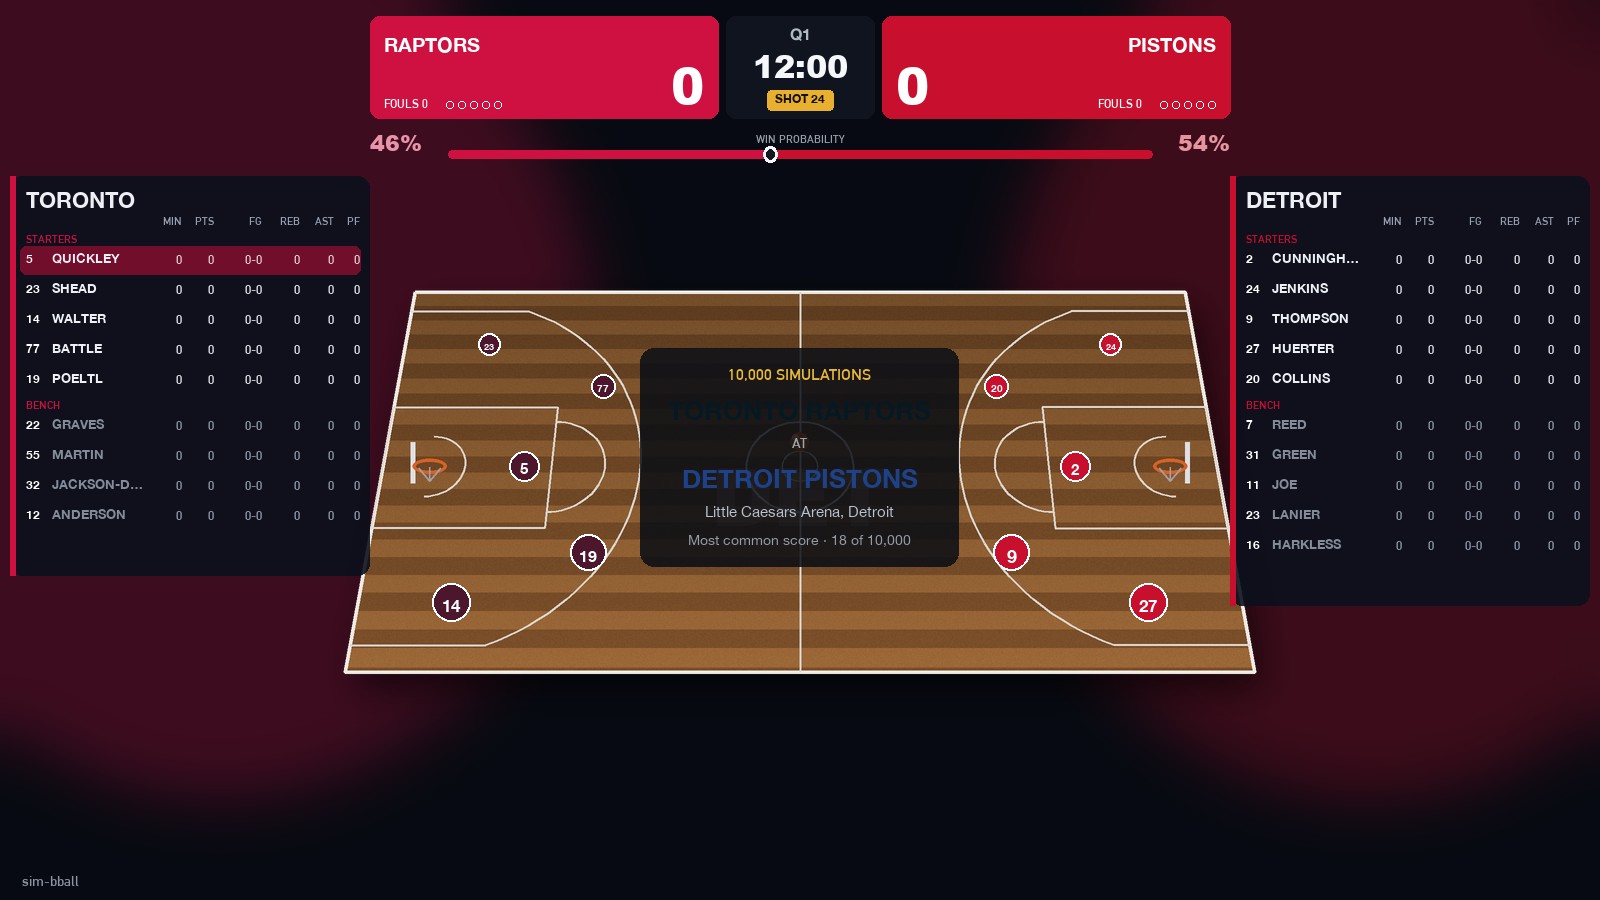 RAPTORS
0
FOULS 0
Q1
12:00
SHOT 24
PISTONS
0
FOULS 0
46%
WIN PROBABILITY
54%
TORONTO
MIN PTS FG REB AST PF
STARTERS
5 QUICKLEY 0 0 0-0 0 0 0
23 SHEAD 0 0 0-0 0 0 0
14 WALTER 0 0 0-0 0 0 0
77 BATTLE 0 0 0-0 0 0 0
19 POELTL 0 0 0-0 0 0 0
BENCH
22 GRAVES 0 0 0-0 0 0 0
55 MARTIN 0 0 0-0 0 0 0
32 JACKSON-D... 0 0 0-0 0 0 0
12 ANDERSON 0 0 0-0 0 0 0
23
77
5
19
14
10,000 SIMULATIONS
TORONTO RAPTORS
AT
DETROIT PISTONS
Little Caesars Arena, Detroit
Most common score · 18 of 10,000
24
20
2
9
27
DETROIT
MIN PTS FG REB AST PF
STARTERS
2 CUNNINGH... 0 0 0-0 0 0 0
24 JENKINS 0 0 0-0 0 0 0
9 THOMPSON 0 0 0-0 0 0 0
27 HUERTER 0 0 0-0 0 0 0
20 COLLINS 0 0 0-0 0 0 0
BENCH
7 REED 0 0 0-0 0 0 0
31 GREEN 0 0 0-0 0 0 0
11 JOE 0 0 0-0 0 0 0
23 LANIER 0 0 0-0 0 0 0
16 HARKLESS 0 0 0-0 0 0 0
sim-bball